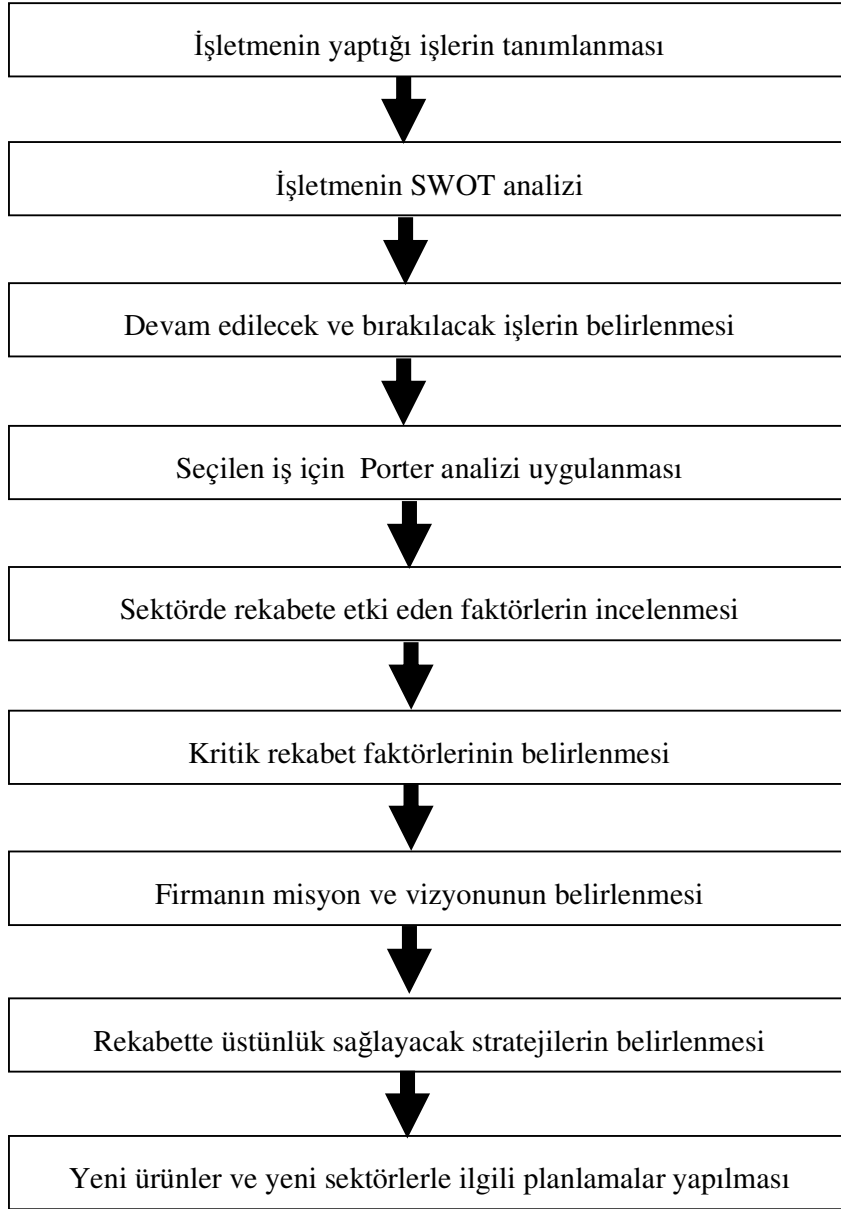 İşletmenin yaptığı işlerin tanımlanması
İşletmenin SWOT analizi
Devam edilecek ve bırakılacak işlerin belirlenmesi
Seçilen iş için  Porter analizi uygulanması
Sektörde rekabete etki eden faktörlerin incelenmesi
Kritik rekabet faktörlerinin belirlenmesi
Firmanın misyon ve vizyonunun belirlenmesi
Rekabette üstünlük sağlayacak stratejilerin belirlenmesi
Yeni ürünler ve yeni sektörlerle ilgili planlamalar yapılması